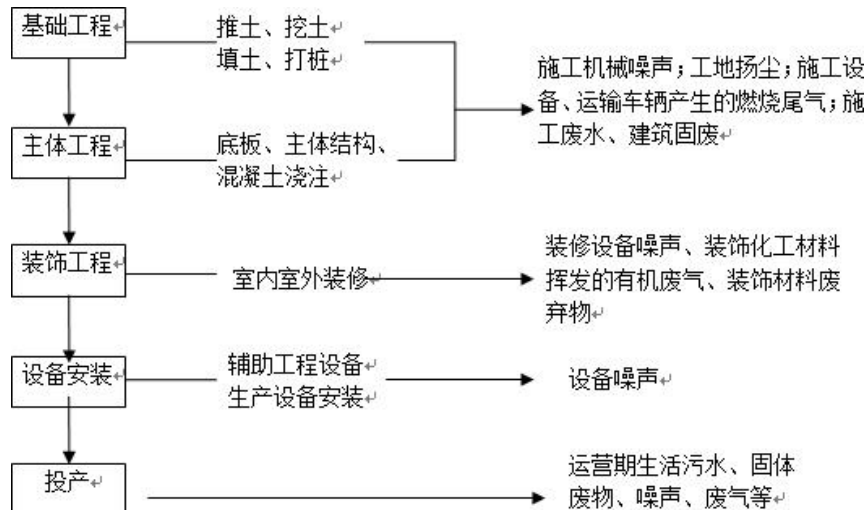 基础工程
推土、挖土
填土、打桩
施工机械噪声；工地扬尘；施工设
备、运输车辆产生的燃烧尾气；施
工废水、建筑固废
主体工程
底板、主体结构、
混凝土浇注
装饰工程
室内室外装修
装修设备噪声、装饰化工材料
挥发的有机废气、装饰材料废
弃物
设备安装
辅助工程设备
生产设备安装
设备噪声
投产
运营期生活污水、固体
废物、噪声、废气等